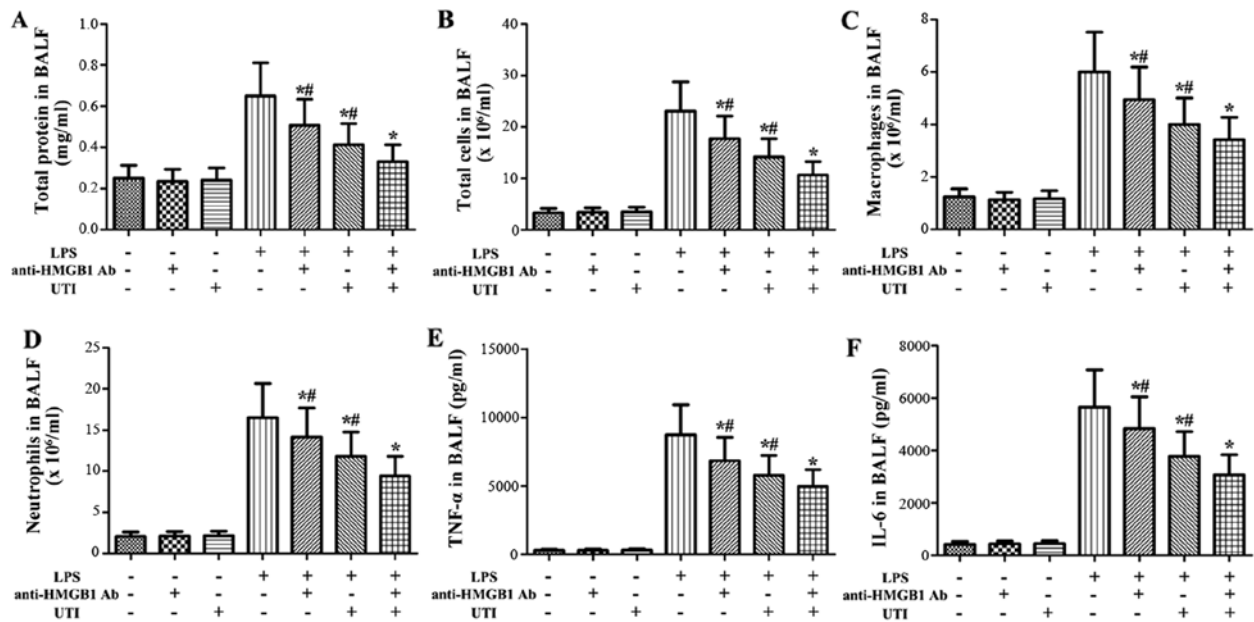 A
Total protein in BALF
(mg/ml)
1.0
0.8
0.6
0.4
0.2
0.0
*#
*#
*
LPS - - - + + + +
anti-HMGB1 Ab - + - - + - +
UTI - - + - - + +
B
Total cells in BALF
(x 10⁶/ml)
40
30
20
10
0
*#
*#
*
LPS - - - + + + +
anti-HMGB1 Ab - + - - + - +
UTI - - + - - + +
C
Macrophages in BALF
(x 10⁶/ml)
8
6
4
2
0
*#
*#
*
LPS - - - + + + +
anti-HMGB1 Ab - + - - + - +
UTI - - + - - + +
D
Neutrophils in BALF
(x 10⁶/ml)
25
20
15
10
5
0
*#
*#
*
LPS - - - + + + +
anti-HMGB1 Ab - + - - + - +
UTI - - + - - + +
E
TNF-α in BALF (pg/ml)
15000
10000
5000
0
*#
*#
*
LPS - - - + + + +
anti-HMGB1 Ab - + - - + - +
UTI - - + - - + +
F
IL-6 in BALF (pg/ml)
8000
6000
4000
2000
0
*#
*#
*
LPS - - - + + + +
anti-HMGB1 Ab - + - - + - +
UTI - - + - - + +